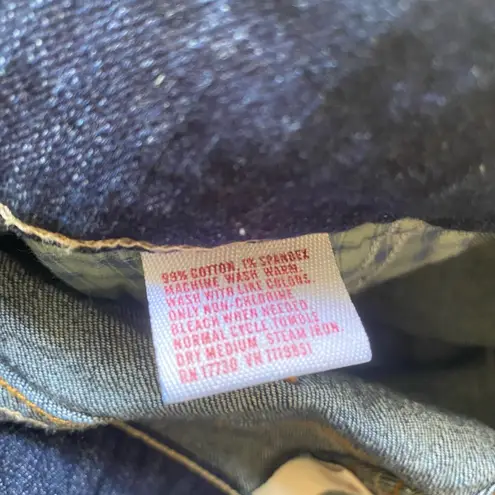 99% COTTON, 1% SPANDEX
MACHINE WASH WARM.
WASH WITH LIKE COLORS.
ONLY NON-CHLORINE
BLEACH WHEN NEEDED.
NORMAL CYCLE TUMBLE
DRY MEDIUM STEAM IRON.
RN 17730 VN 1119851